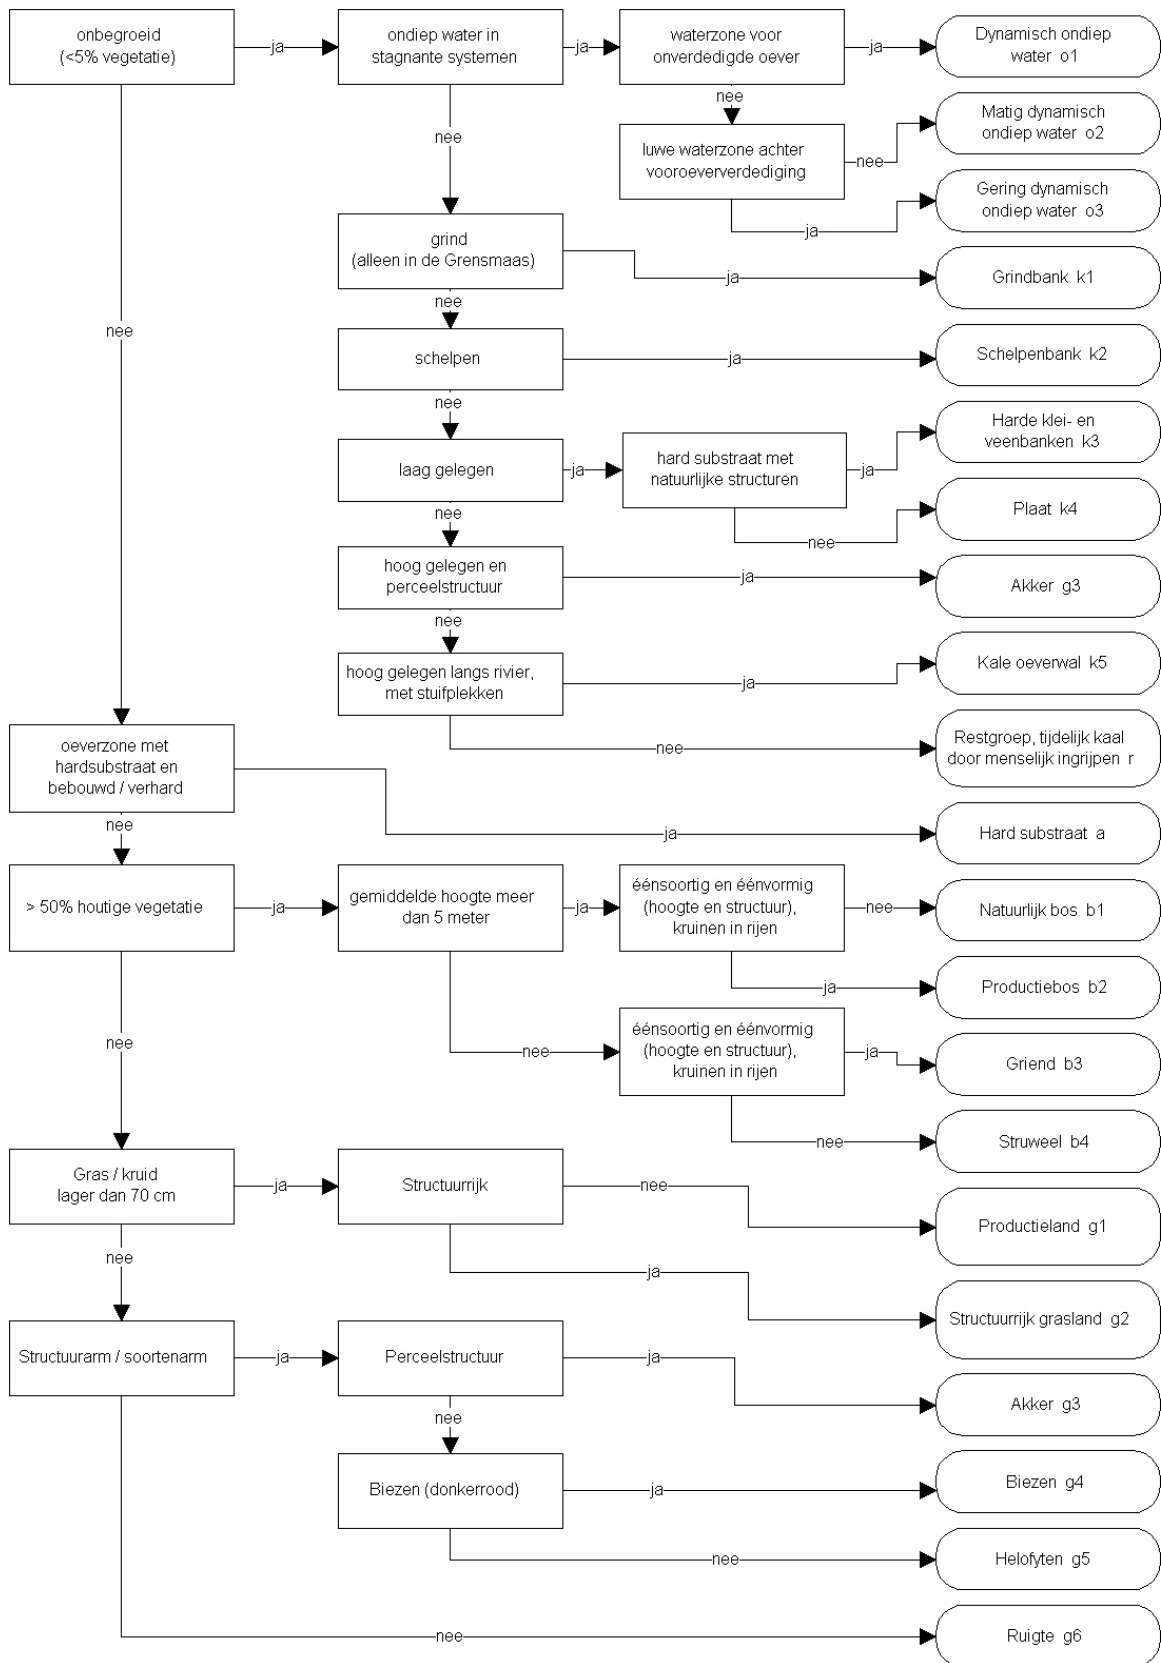 onbegroeid
(<5% vegetatie)
ja
ondiep water in
stagnante systemen
ja
waterzone voor
onverdedigde oever
ja
Dynamisch ondiep
water o1
nee
nee
luwe waterzone achter
vooroeververdediging
nee
Matig dynamisch
ondiep water o2
ja
Gering dynamisch
ondiep water o3
grind
(alleen in de Grensmaas)
ja
Grindbank k1
nee
nee
schelpen
ja
Schelpenbank k2
nee
laag gelegen
ja
hard substraat met
natuurlijke structuren
ja
Harde klei- en
veenbanken k3
nee
Plaat k4
nee
hoog gelegen en
perceelstructuur
ja
Akker g3
nee
hoog gelegen langs rivier,
met stuifplekken
ja
Kale oeverwal k5
nee
Restgroep, tijdelijk kaal
door menselijk ingrijpen r
oeverzone met
hardsubstraat en
bebouwd / verhard
ja
Hard substraat a
nee
> 50% houtige vegetatie
ja
gemiddelde hoogte meer
dan 5 meter
ja
éénsoortig en éénvormig
(hoogte en structuur),
kruinen in rijen
nee
Natuurlijk bos b1
ja
Productiebos b2
nee
nee
éénsoortig en éénvormig
(hoogte en structuur),
kruinen in rijen
ja
Griend b3
nee
Struweel b4
Gras / kruid
lager dan 70 cm
ja
Structuurrijk
nee
Productieland g1
nee
ja
Structuurrijk grasland g2
Structuurarm / soortenarm
ja
Perceelstructuur
ja
Akker g3
nee
Biezen (donkerrood)
ja
Biezen g4
nee
Helofyten g5
nee
Ruigte g6